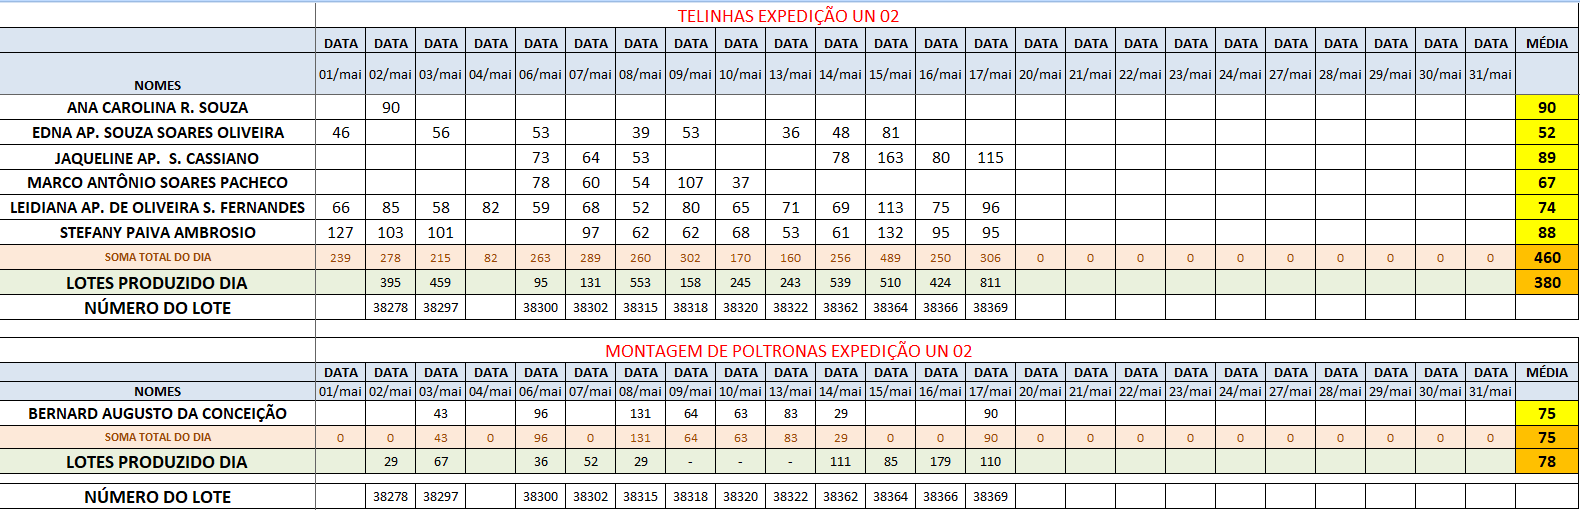 TELINHAS EXPEDIÇÃO UN 02
DATA DATA DATA DATA DATA DATA DATA DATA DATA DATA DATA DATA DATA DATA DATA DATA DATA DATA DATA DATA DATA DATA DATA DATA MÉDIA
NOMES 01/mai 02/mai 03/mai 04/mai 06/mai 07/mai 08/mai 09/mai 10/mai 13/mai 14/mai 15/mai 16/mai 17/mai 20/mai 21/mai 22/mai 23/mai 24/mai 27/mai 28/mai 29/mai 30/mai 31/mai
ANA CAROLINA R. SOUZA 90 90
EDNA AP. SOUZA SOARES OLIVEIRA 46 56 53 39 53 36 48 81 52
JAQUELINE AP. S. CASSIANO 73 64 53 78 163 80 115 89
MARCO ANTÔNIO SOARES PACHECO 78 60 54 107 37 67
LEIDIANA AP. DE OLIVEIRA S. FERNANDES 66 85 58 82 59 68 52 80 65 71 69 113 75 96 74
STEFANY PAIVA AMBROSIO 127 103 101 97 62 62 68 53 61 132 95 95 88
SOMA TOTAL DO DIA 239 278 215 82 263 289 260 302 170 160 256 489 250 306 0 0 0 0 0 0 0 0 0 0 460
LOTES PRODUZIDO DIA 395 459 95 131 553 158 245 243 539 510 424 811 380
NÚMERO DO LOTE 38278 38297 38300 38302 38315 38318 38320 38322 38362 38364 38366 38369
MONTAGEM DE POLTRONAS EXPEDIÇÃO UN 02
DATA DATA DATA DATA DATA DATA DATA DATA DATA DATA DATA DATA DATA DATA DATA DATA DATA DATA DATA DATA DATA DATA DATA DATA MÉDIA
NOMES 01/mai 02/mai 03/mai 04/mai 06/mai 07/mai 08/mai 09/mai 10/mai 13/mai 14/mai 15/mai 16/mai 17/mai 20/mai 21/mai 22/mai 23/mai 24/mai 27/mai 28/mai 29/mai 30/mai 31/mai
BERNARD AUGUSTO DA CONCEIÇÃO 43 96 131 64 63 83 29 90 75
SOMA TOTAL DO DIA 0 0 43 0 96 0 131 64 63 83 29 0 0 90 0 0 0 0 0 0 0 0 0 0 75
LOTES PRODUZIDO DIA 29 67 36 52 29 - - - 111 85 179 110 78
NÚMERO DO LOTE 38278 38297 38300 38302 38315 38318 38320 38322 38362 38364 38366 38369